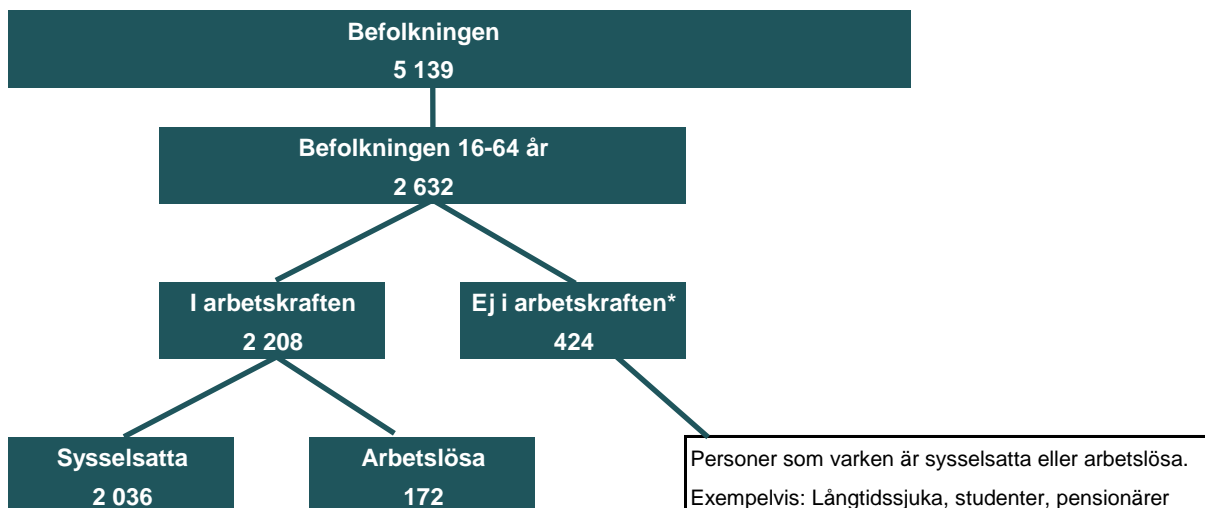 Befolkningen
5 139
Befolkningen 16-64 år
2 632
I arbetskraften
2 208
Ej i arbetskraften*
424
Sysselsatta
2 036
Arbetslösa
172
Personer som varken är sysselsatta eller arbetslösa.
Exempelvis: Långtidssjuka, studenter, pensionärer